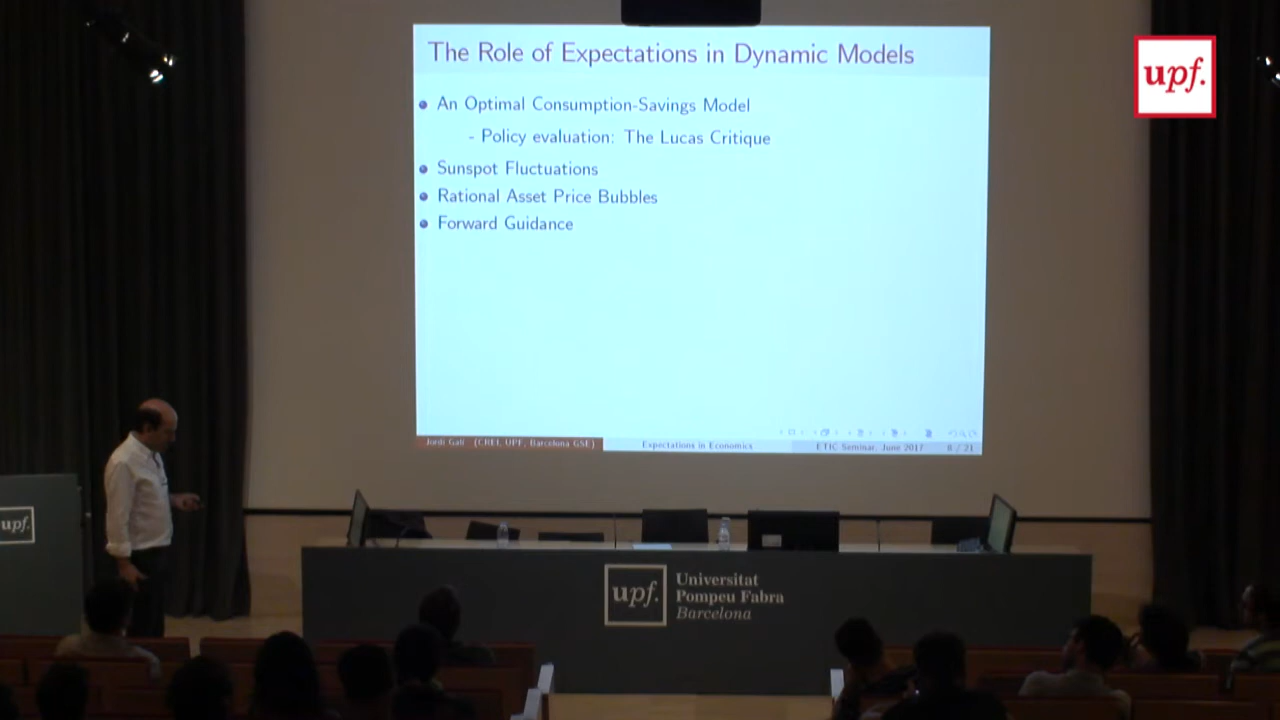 The Role of Expectations in Dynamic Models
An Optimal Consumption-Savings Model
- Policy evaluation: The Lucas Critique
Sunspot Fluctuations
Rational Asset Price Bubbles
Forward Guidance
Jordi Galí (CREI, UPF, Barcelona GSE)
Expectations in Economics
ETIC Seminar, June 2017
/ 21
upf.
upf.
upf.
Universitat
Pompeu Fabra
Barcelona